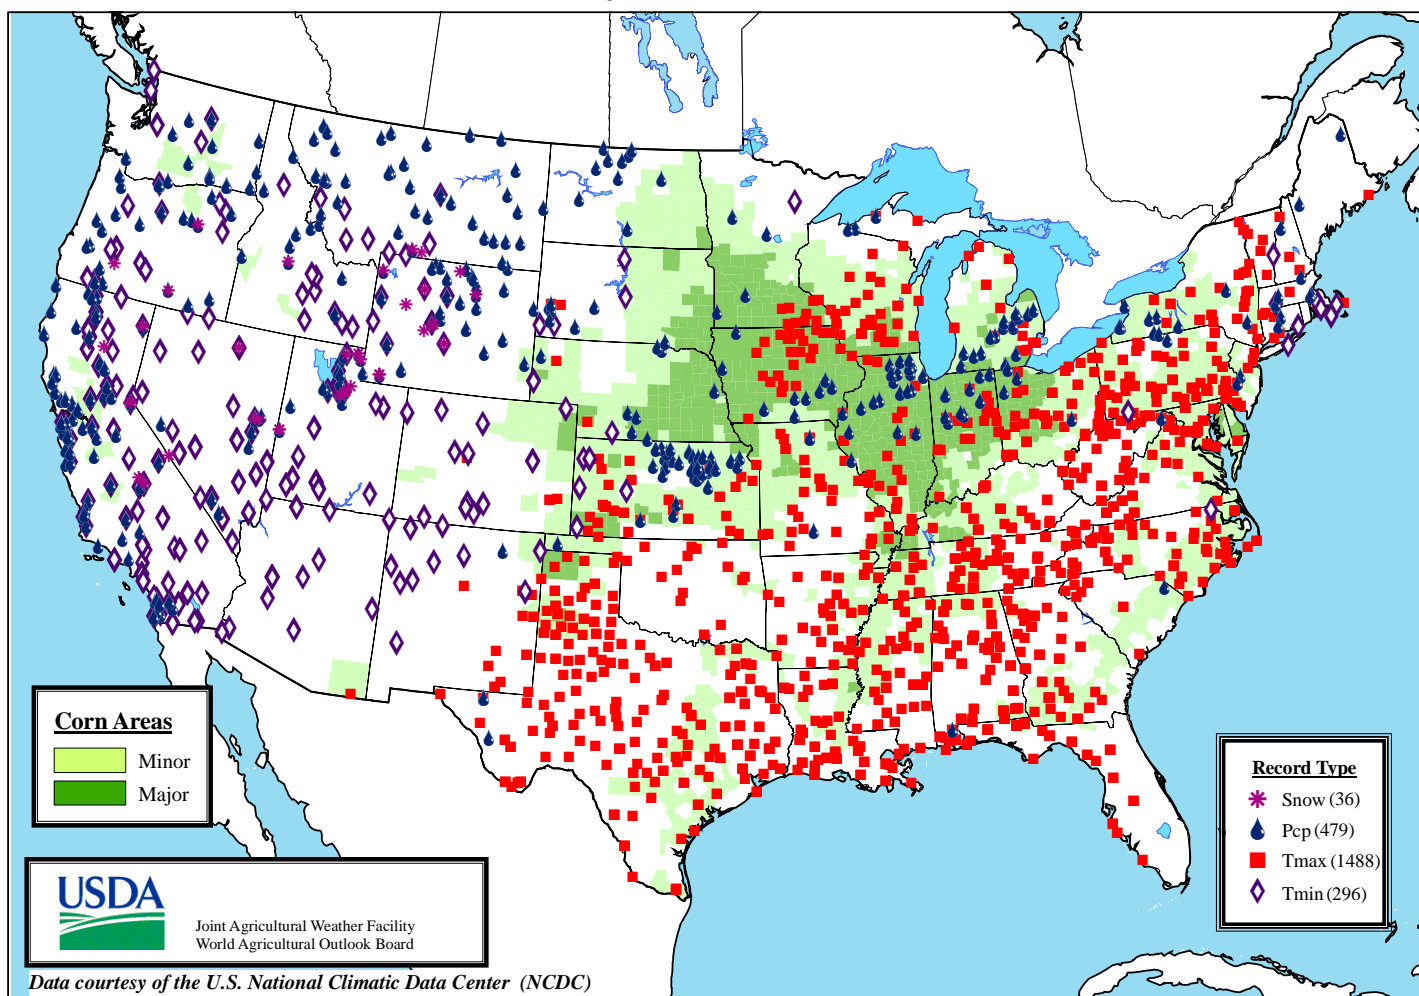 Corn Areas
Minor
Major
Record Type
Snow (36)
Pcp (479)
Tmax (1488)
Tmin (296)
USDA
Joint Agricultural Weather Facility
World Agricultural Outlook Board
Data courtesy of the U.S. National Climatic Data Center (NCDC)